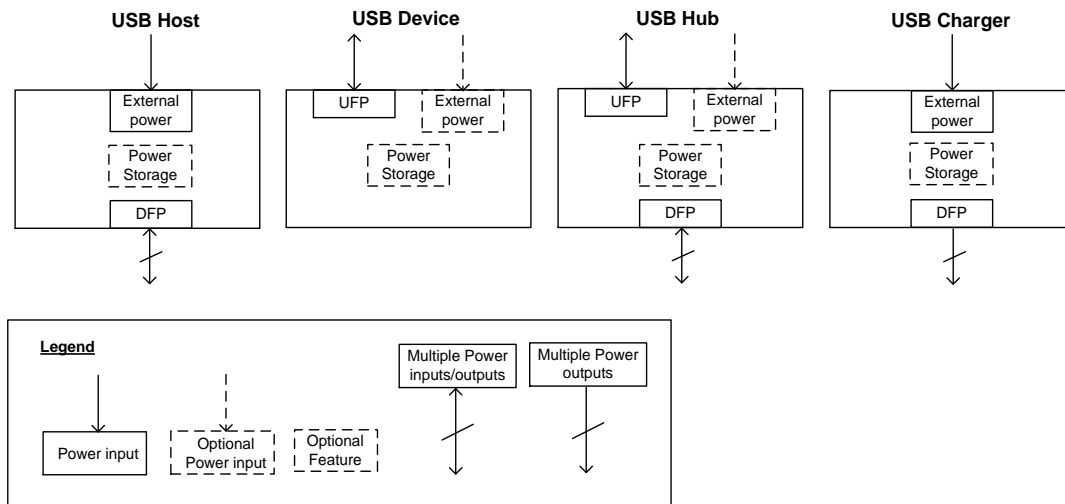 USB Host
USB Device
USB Hub
USB Charger
External
power
Power
Storage
DFP
UFP
External
power
Power
Storage
UFP
External
power
Power
Storage
DFP
External
power
Power
Storage
DFP
Legend
Power input
Optional
Power input
Optional
Feature
Multiple Power
inputs/outputs
Multiple Power
outputs